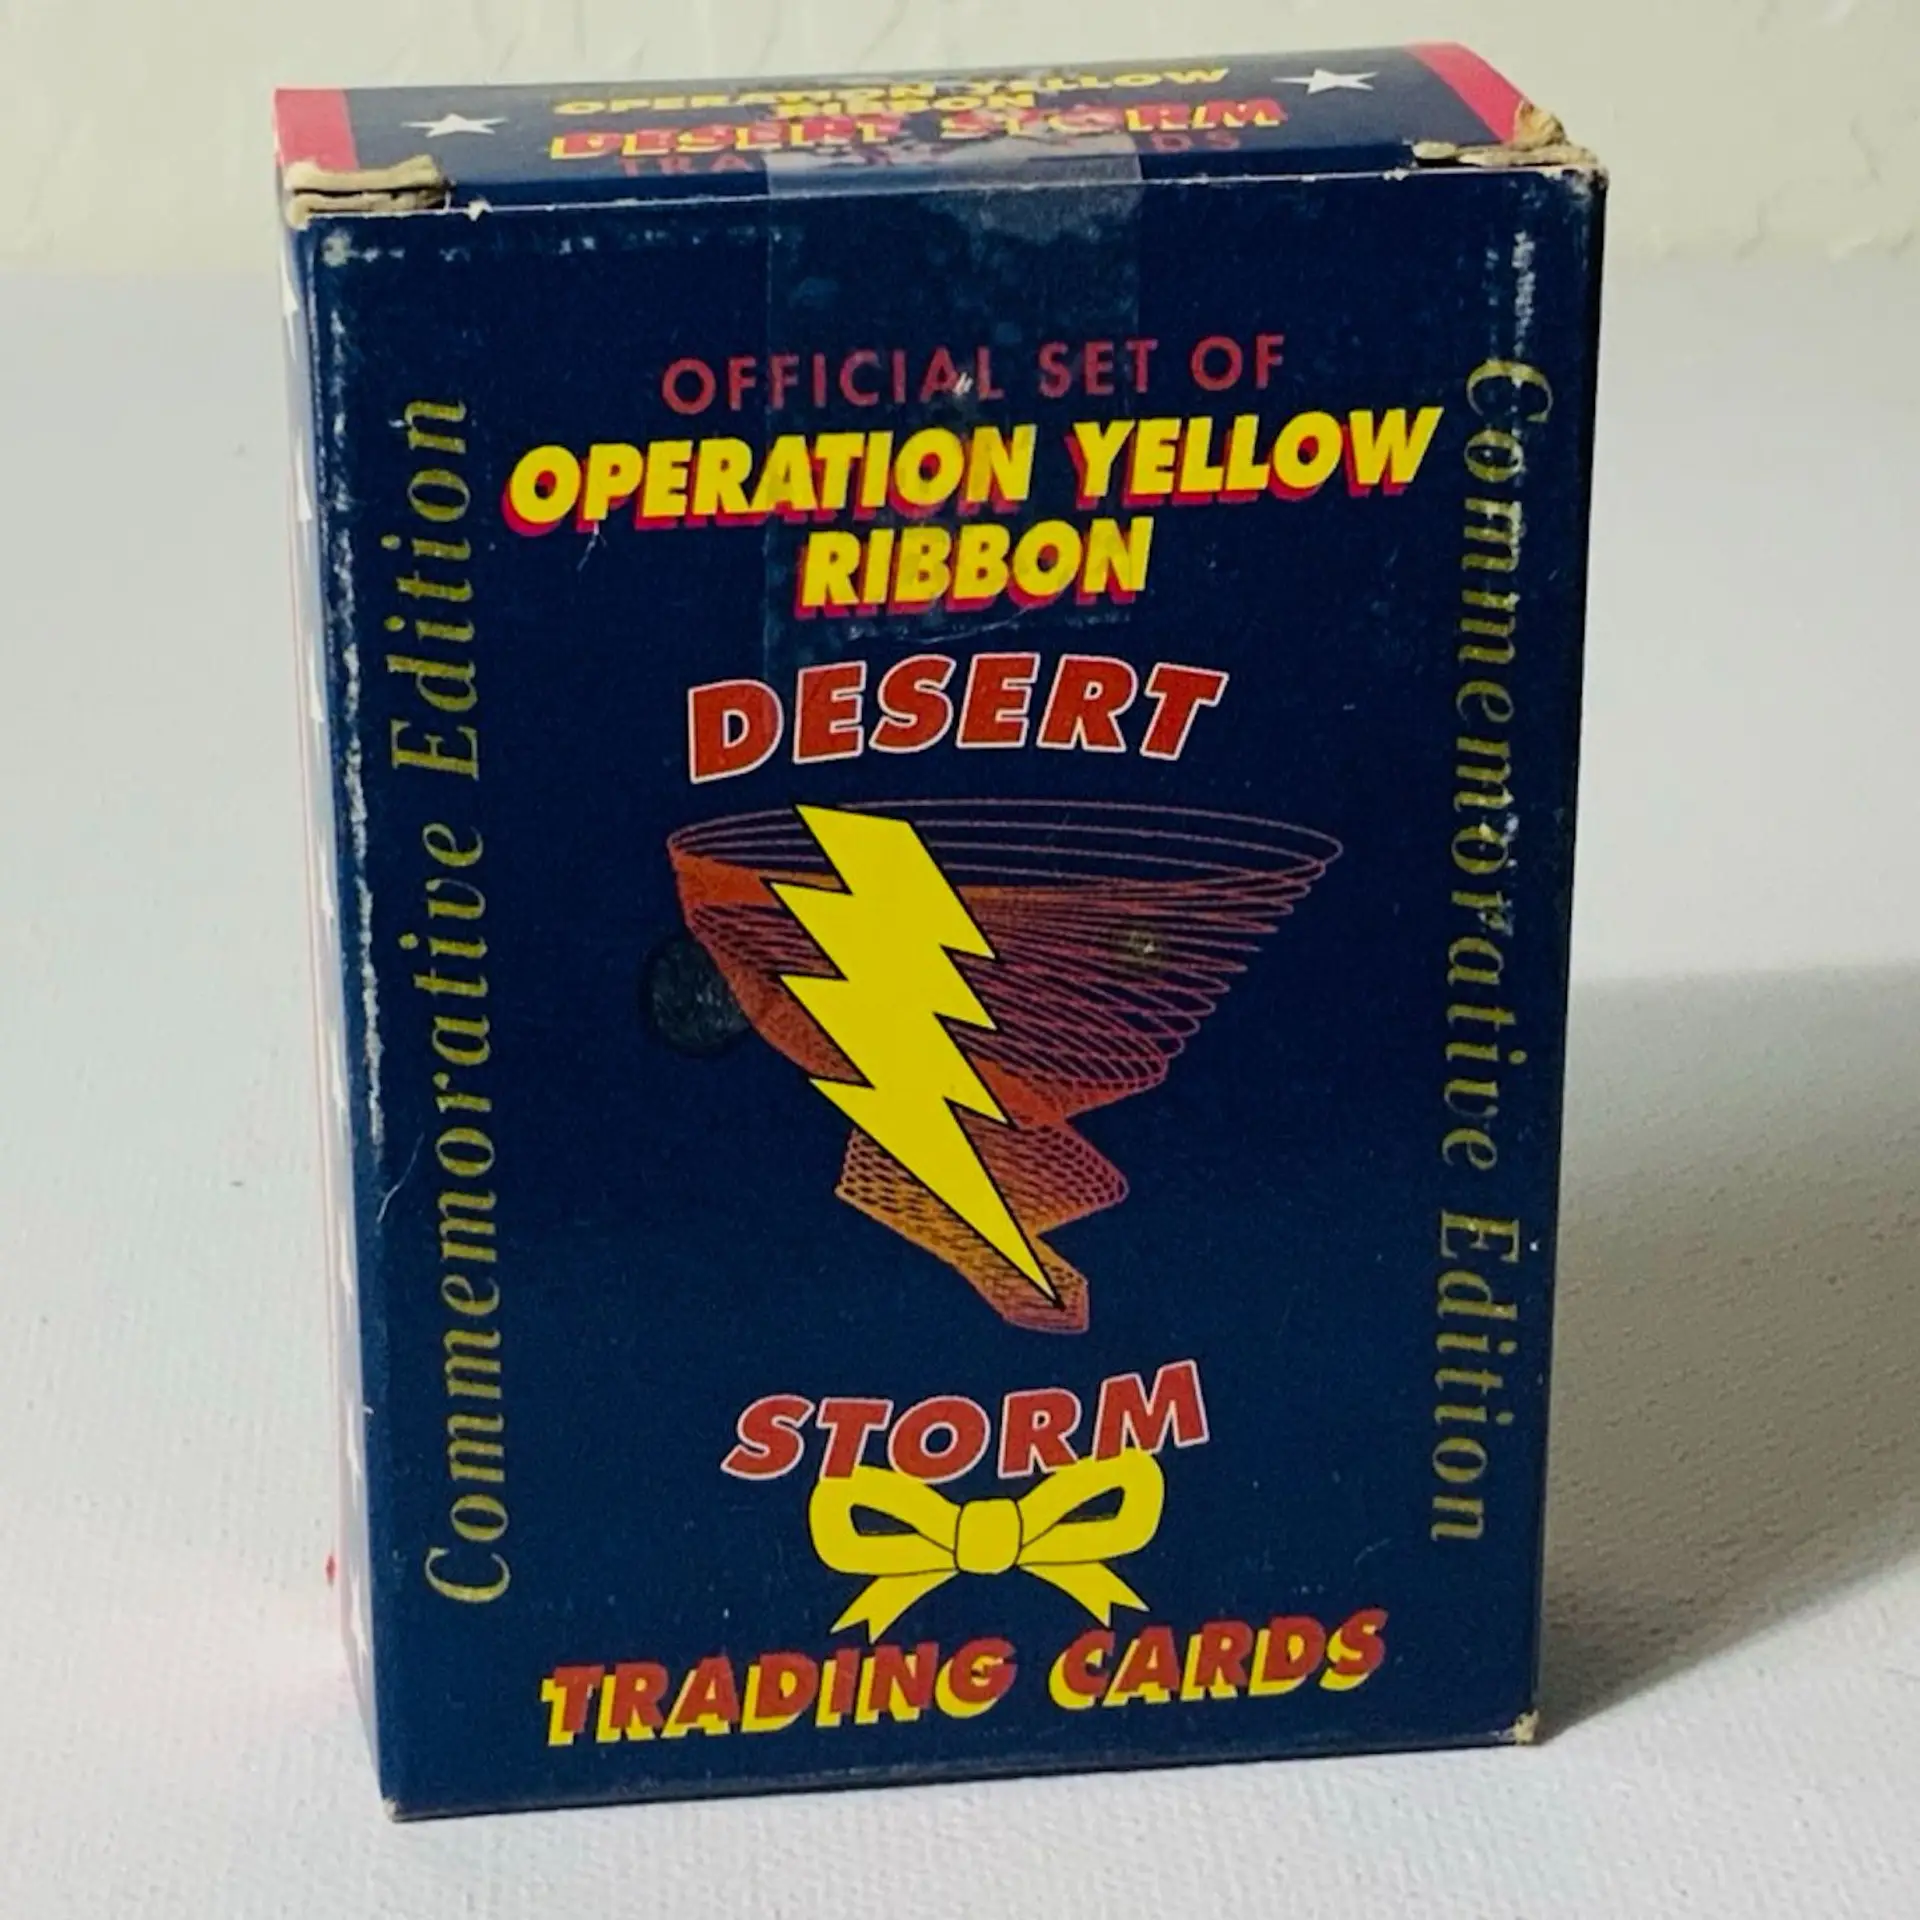 OPERATION YELLOW
RIBBON
DESERT STORM
OFFICIAL SET OF
OPERATION YELLOW
RIBBON
DESERT
STORM
TRADING CARDS
Commemorative Edition
Commemorative Edition